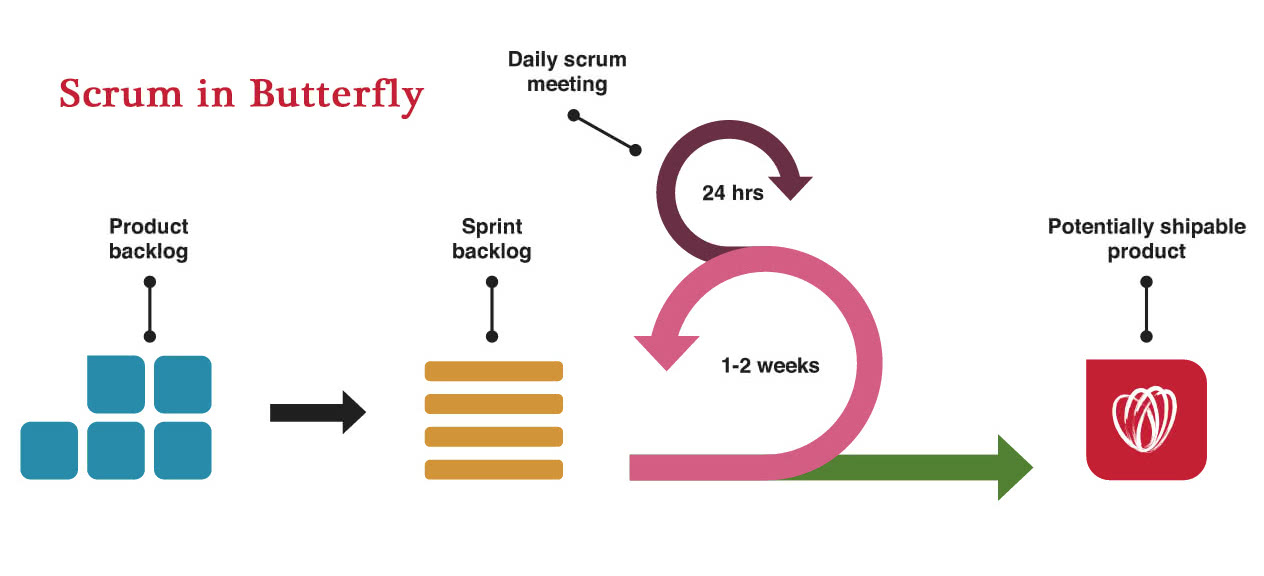 Scrum in Butterfly
Daily scrum
meeting
24 hrs
Product
backlog
Sprint
backlog
1-2 weeks
Potentially shipable
product